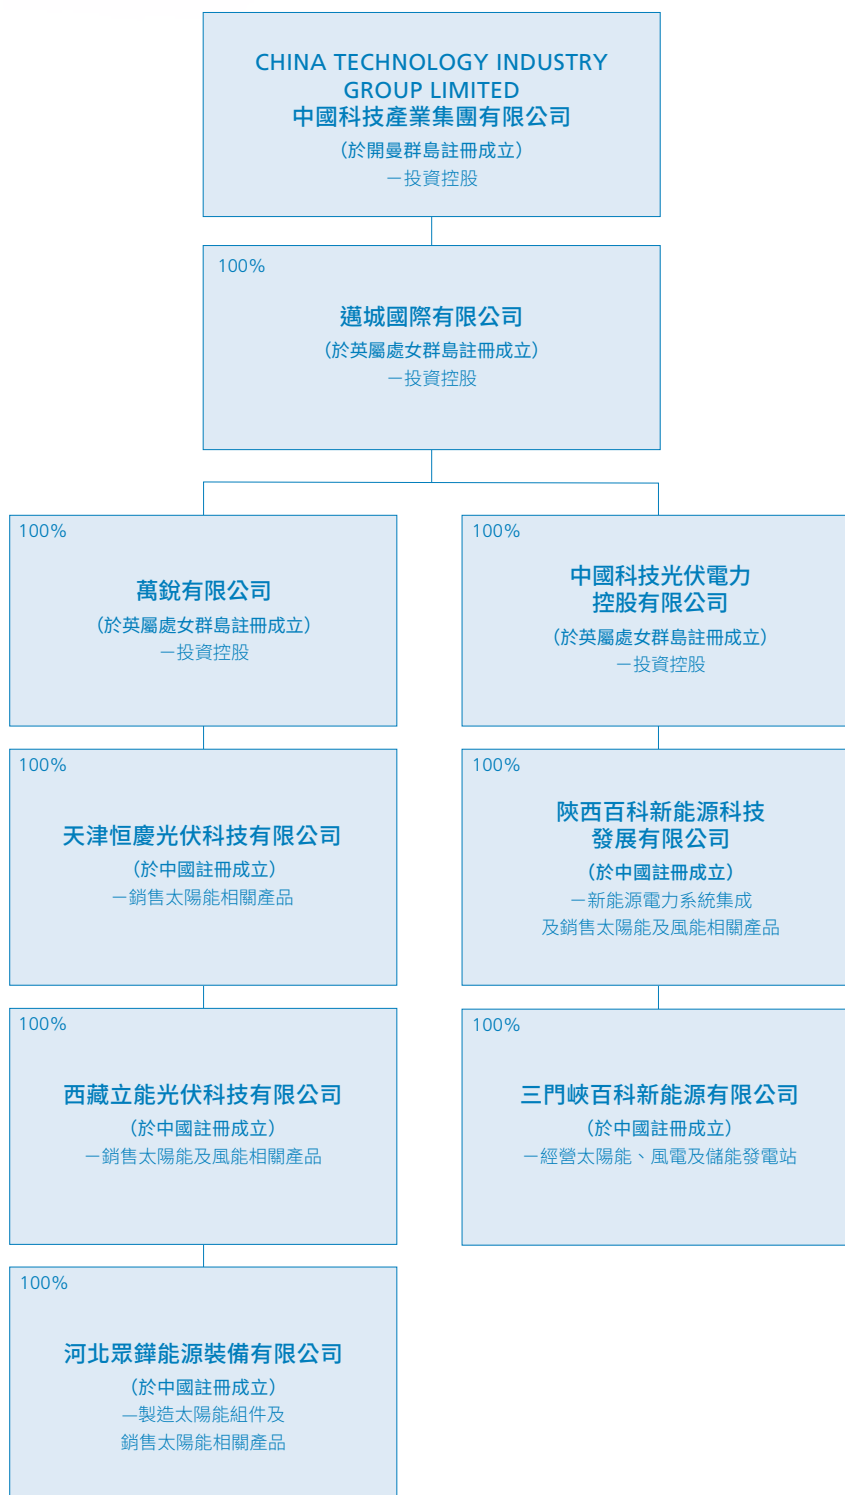 CHINA TECHNOLOGY INDUSTRY
GROUP LIMITED
中國科技產業集團有限公司
（於開曼群島註冊成立）
－投資控股
100%
邁城國際有限公司
（於英屬處女群島註冊成立）
－投資控股
100%
萬銳有限公司
（於英屬處女群島註冊成立）
－投資控股
100%
中國科技光伏電力
控股有限公司
（於英屬處女群島註冊成立）
－投資控股
100%
天津恒慶光伏科技有限公司
（於中國註冊成立）
－銷售太陽能相關產品
100%
陝西百科新能源科技
發展有限公司
（於中國註冊成立）
－新能源電力系統集成
及銷售太陽能及風能相關產品
100%
西藏立能光伏科技有限公司
（於中國註冊成立）
－銷售太陽能及風能相關產品
100%
三門峽百科新能源有限公司
（於中國註冊成立）
－經營太陽能、風電及儲能發電站
100%
河北眾鏵能源裝備有限公司
（於中國註冊成立）
—製造太陽能組件及
銷售太陽能相關產品